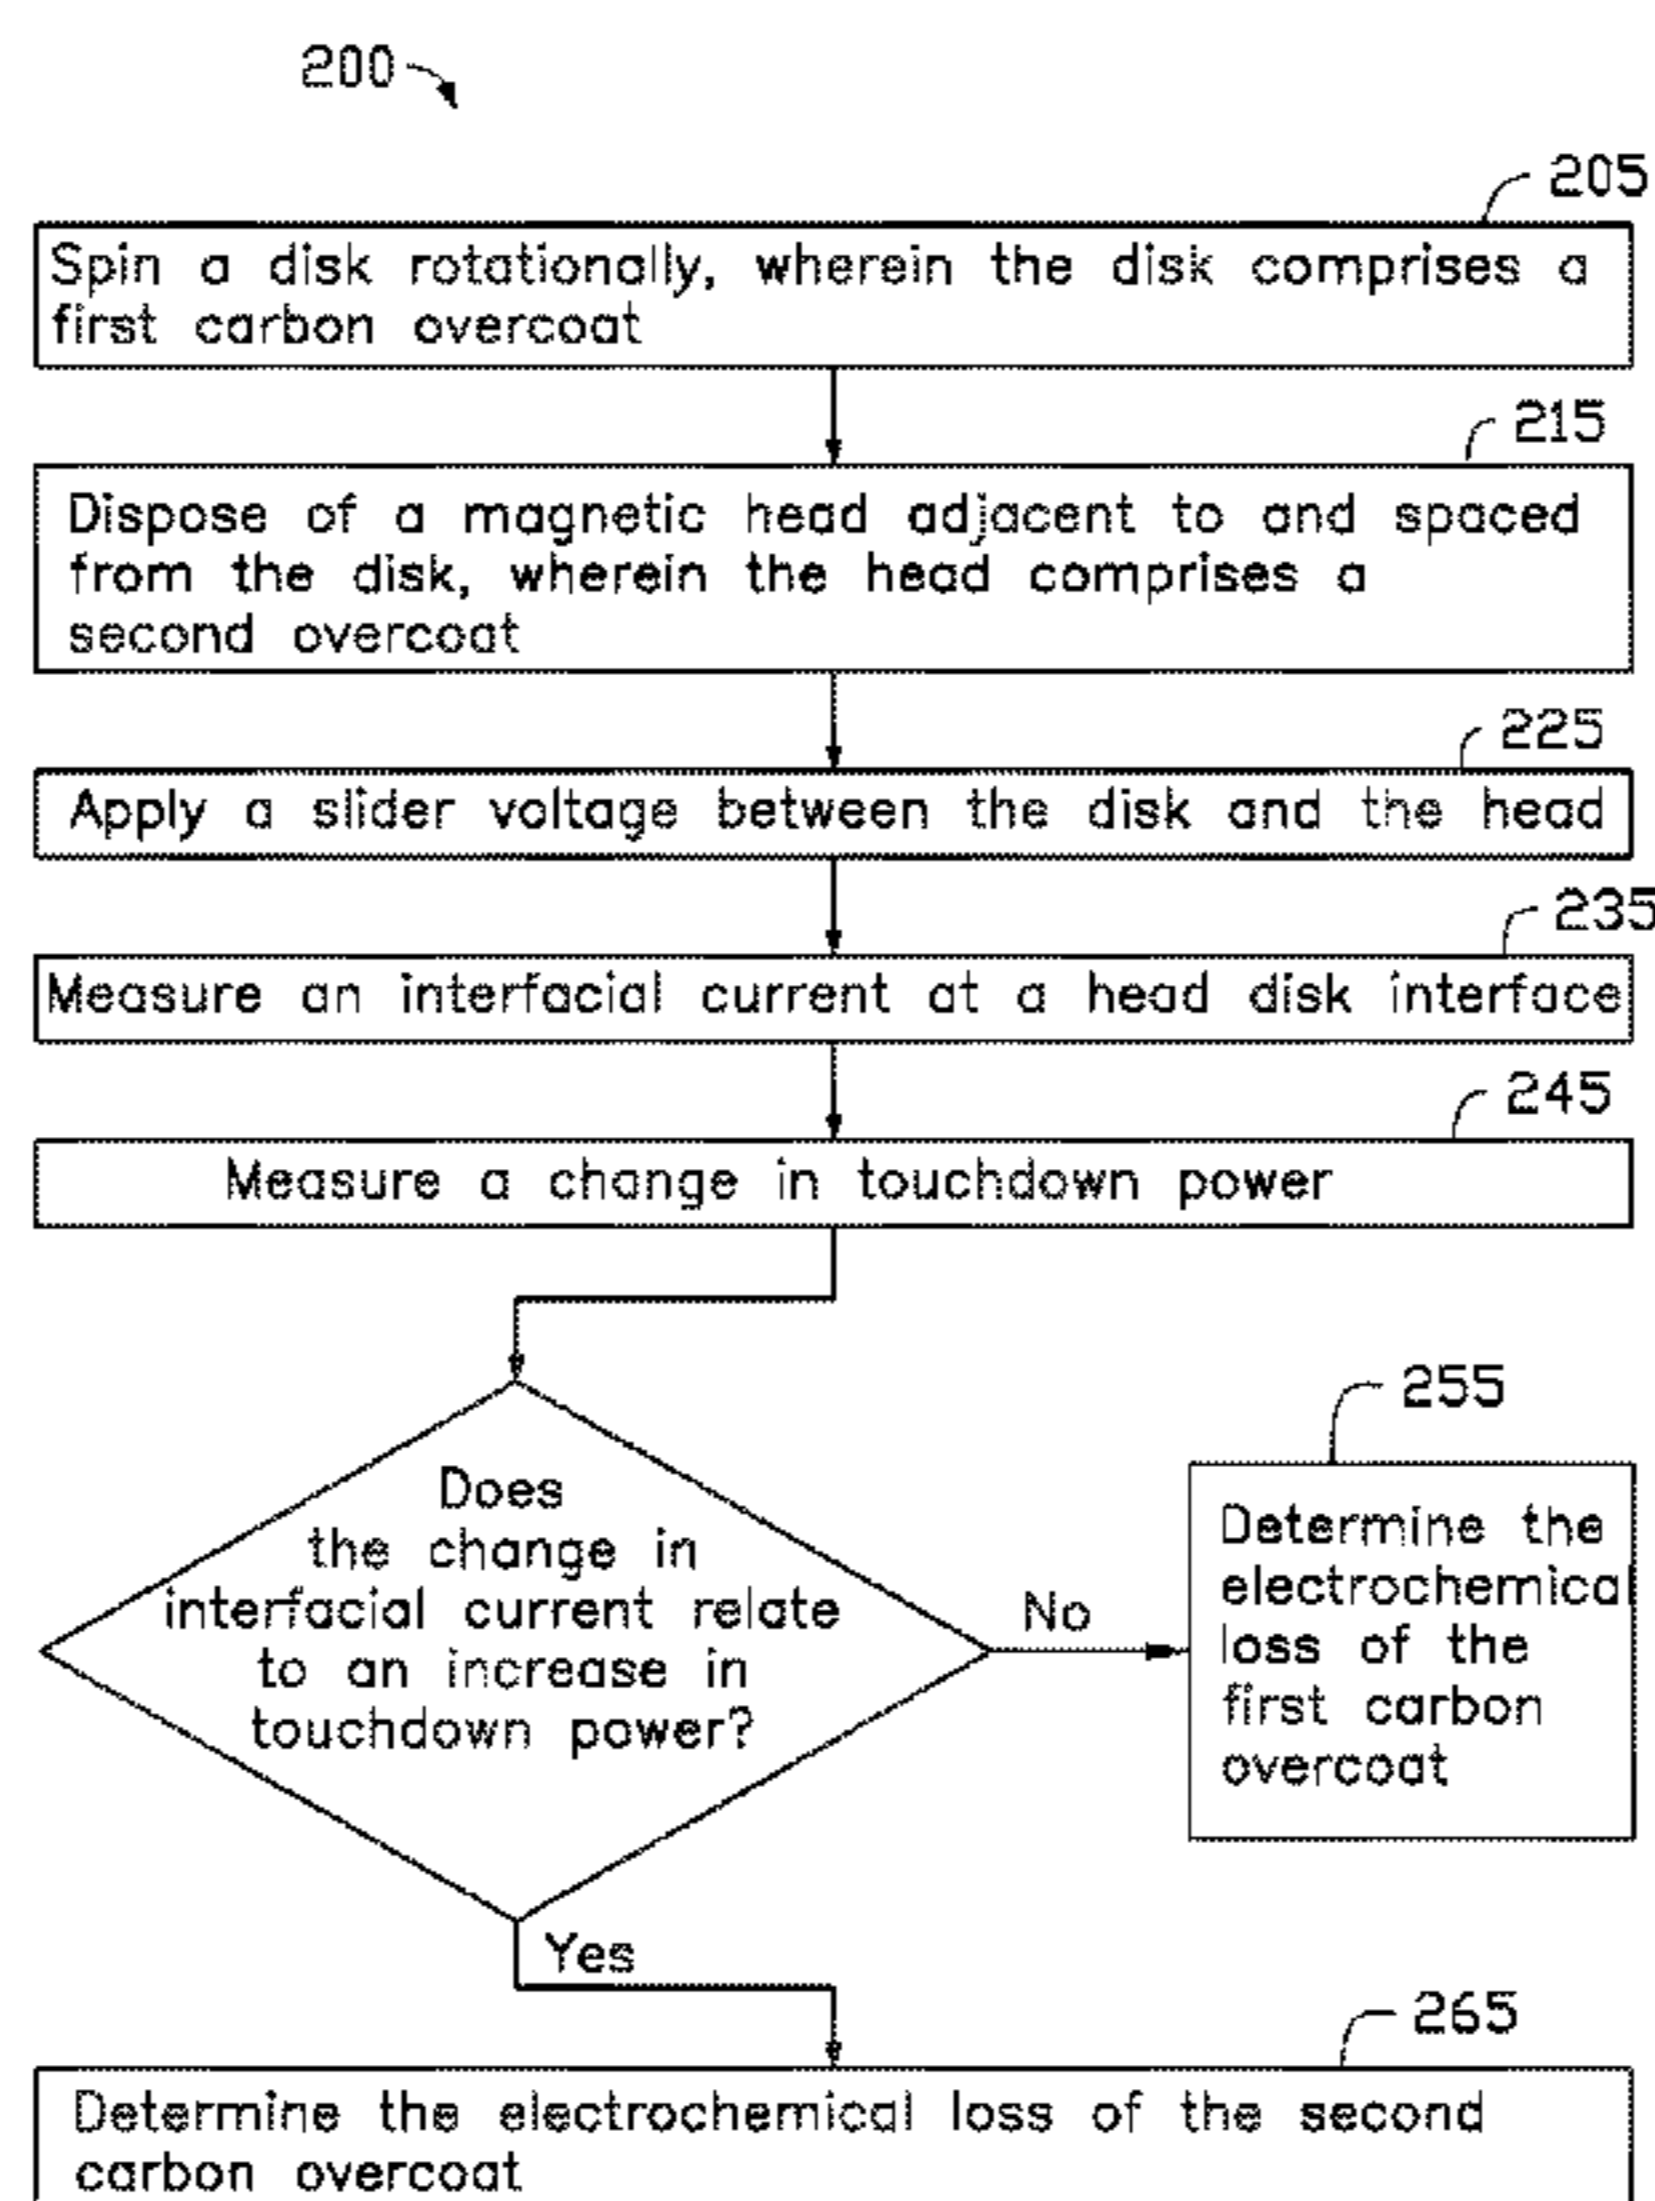 200
205
Spin a disk rotationally, wherein the disk comprises a
first carbon overcoat
215
Dispose of a magnetic head adjacent to and spaced
from the disk, wherein the head comprises a
second overcoat
225
Apply a slider voltage between the disk and the head
235
Measure an interfacial current at a head disk interface
245
Measure a change in touchdown power
Does
the change in
interfacial current relate
to an increase in
touchdown power?
No
255
Determine the
electrochemical
loss of the
first carbon
overcoat
Yes
265
Determine the electrochemical loss of the second
carbon overcoat